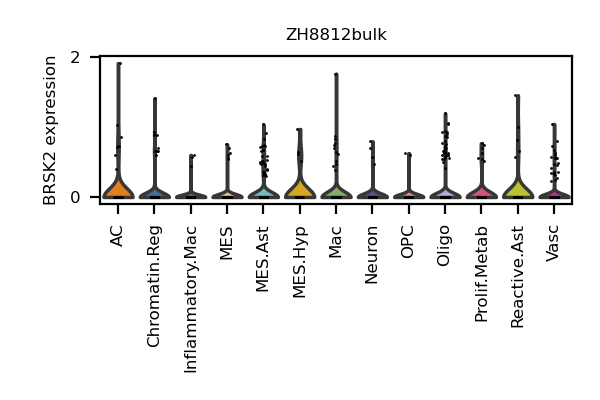 ZH8812bulk
BRSK2 expression
2
0
AC
Chromatin.Reg
Inflammatory.Mac
MES
MES.Ast
MES.Hyp
Mac
Neuron
OPC
Oligo
Prolif.Metab
Reactive.Ast
Vasc